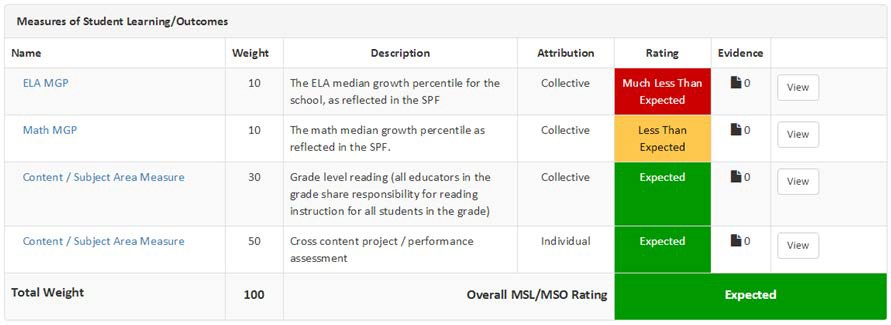 Measures of Student Learning/Outcomes
Name Weight Description Attribution Rating Evidence
ELA MGP 10 The ELA median growth percentile for the Collective Much Less Than 0 View
school, as reflected in the SPF Expected
Math MGP 10 The math median growth percentile as Collective Less Than 0 View
reflected in the SPF. Expected
Content / Subject Area Measure 30 Grade level reading (all educators in the Collective Expected 0 View
grade share responsibility for reading
instruction for all students in the grade)
Content / Subject Area Measure 50 Cross content project / performance Individual Expected 0 View
assessment
Total Weight 100 Overall MSL/MSO Rating Expected